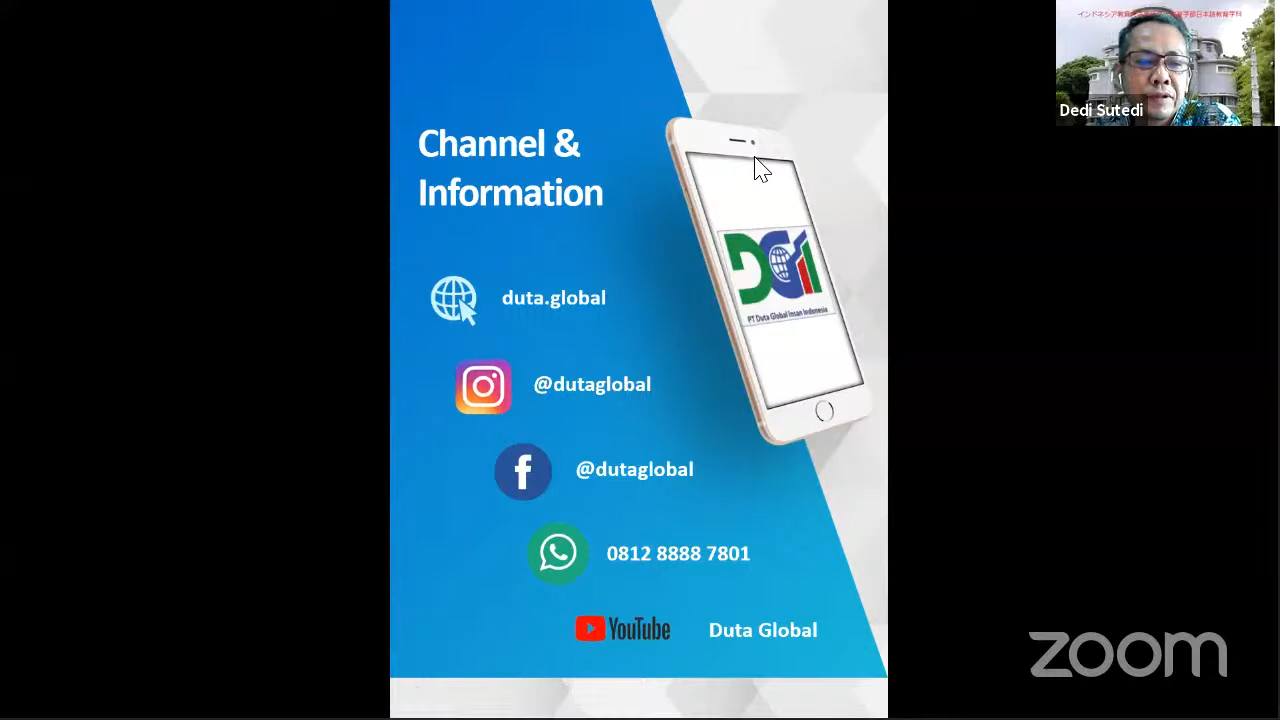 Channel &
Information
duta.global
@dutaglobal
@dutaglobal
0812 8888 7801
YouTube
Duta Global
DGII
PT Duta Global Insan Indonesia
Dedi Sutedi
zoom